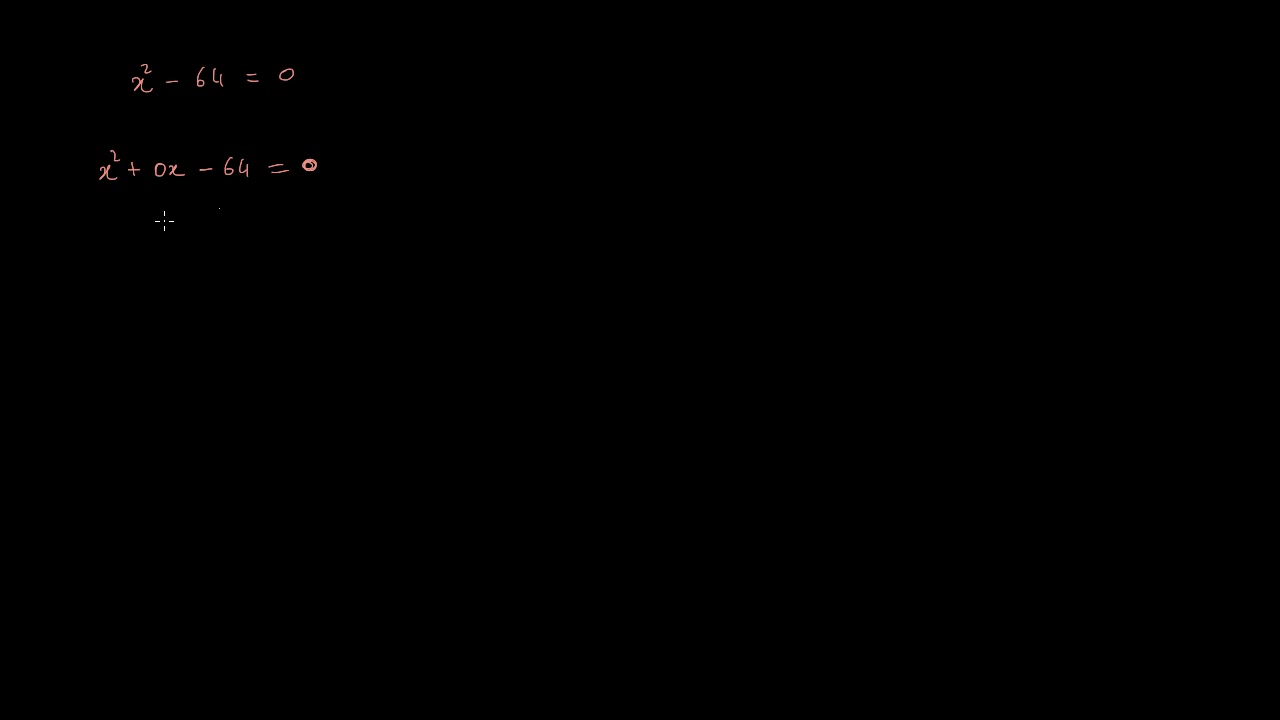 x² - 64 = 0
x² + 0x - 64 = 0